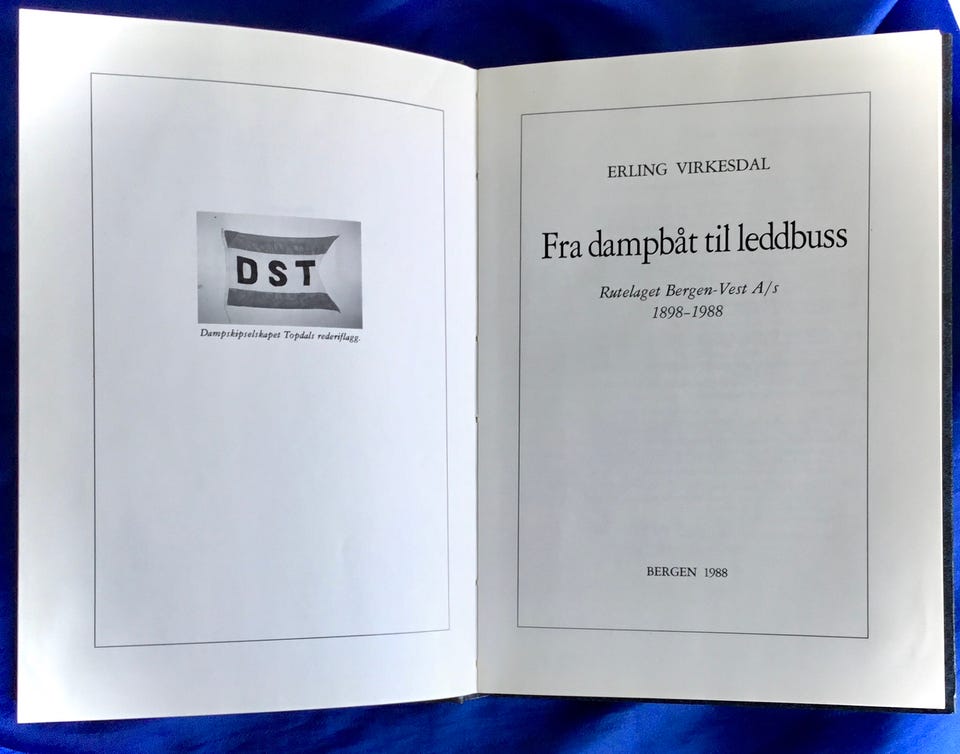 DST
Dampskipselskapet Topdals rederiflagg.
ERLING VIRKESDAL
Fra dampbåt til leddbuss
Rutelaget Bergen-Vest A/s
1898–1988
BERGEN 1988